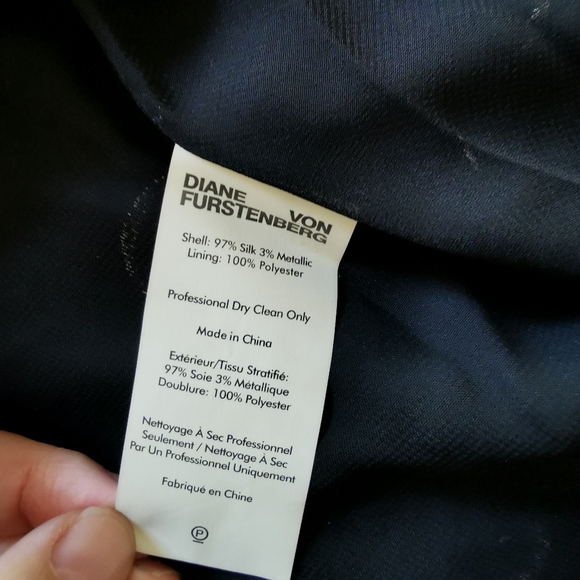 DIANE VON
FURSTENBERG
Shell: 97% Silk 3% Metallic
Lining: 100% Polyester
Professional Dry Clean Only
Made in China
Extérieur/Tissu Stratifié:
97% Soie 3% Métallique
Doublure: 100% Polyester
Nettoyage À Sec Professionnel
Seulement / Nettoyage À Sec
Par Un Professionnel Uniquement
Fabriqué en Chine
P